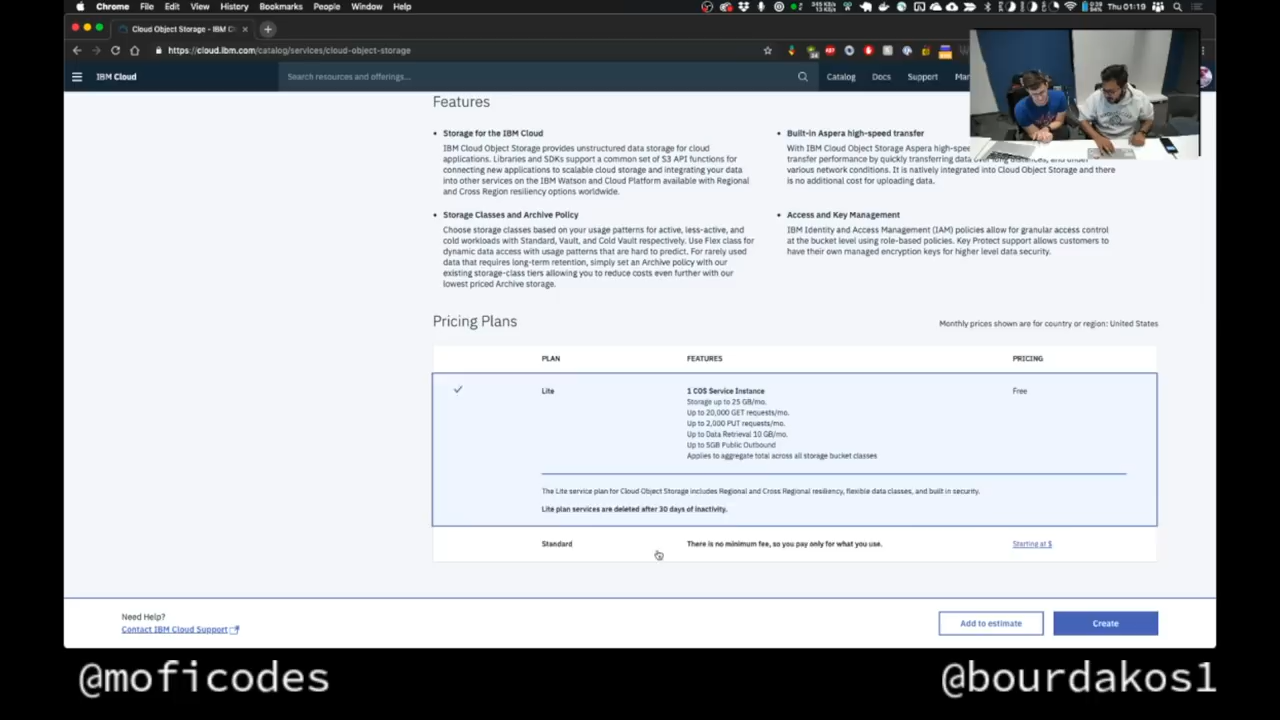 Chrome File Edit View History Bookmarks People Window Help
Thu 01:19
Cloud Object Storage - IBM Cl
https://cloud.ibm.com/catalog/services/cloud-object-storage
IBM Cloud
Search resources and offerings...
Catalog Docs Support
Features
Storage for the IBM Cloud
IBM Cloud Object Storage provides unstructured data storage for cloud
applications. Libraries and SDKs support a common set of S3 API functions for
connecting new applications to scalable cloud storage and integrating your data
into other services on the IBM Watson and Cloud Platform available with Regional
and Cross Region resiliency options worldwide.
Built-in Aspera high-speed transfer
With IBM Cloud Object Storage Aspera high-spee
transfer performance by quickly transferring data
various network conditions. It is natively integrated into Cloud Object Storage and there
is no additional cost for uploading data.
Storage Classes and Archive Policy
Choose storage classes based on your usage patterns for active, less-active, and
cold workloads with Standard, Vault, and Cold Vault respectively. Use Flex class for
dynamic data access with usage patterns that are hard to predict. For rarely used
data that requires long-term retention, simply set an Archive policy with our
existing storage-class tiers allowing you to reduce costs even further with our
lowest priced Archive storage.
Access and Key Management
IBM Identity and Access Management (IAM) policies allow for granular access control
at the bucket level using role-based policies. Key Protect support allows customers to
have their own managed encryption keys for higher level data security.
Pricing Plans
Monthly prices shown are for country or region: United States
PLAN FEATURES PRICING
Lite
1 COS Service Instance
Free
Storage up to 25 GB/mo.
Up to 20,000 GET requests/mo.
Up to 2,000 PUT requests/mo.
Up to Data Retrieval 10 GB/mo.
Up to 5GB Public Outbound
Applies to aggregate total across all storage bucket classes
The Lite service plan for Cloud Object Storage includes Regional and Cross Regional resiliency, flexible data classes, and built in security.
Lite plan services are deleted after 30 days of inactivity.
Standard
There is no minimum fee, so you pay only for what you use.
Starting at $
Need Help?
Contact IBM Cloud Support
Add to estimate
Create
@moficodes
@bourdakos1